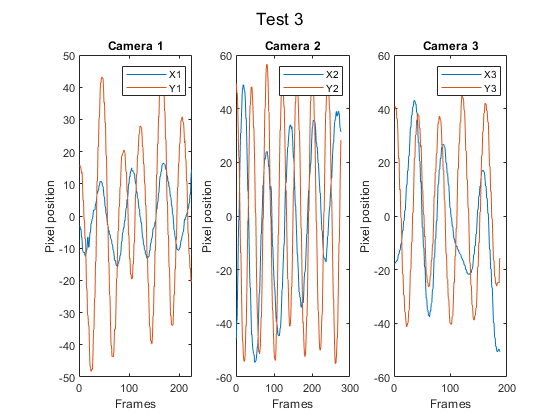 Test 3
Camera 1
Camera 2
Camera 3
X1
Y1
X2
Y2
X3
Y3
50
40
30
20
10
0
-10
-20
-30
-40
-50
60
40
20
0
-20
-40
-60
60
40
20
0
-20
-40
-60
Pixel position
Pixel position
Pixel position
0 100 200
0 100 200 300
0 100 200
Frames
Frames
Frames